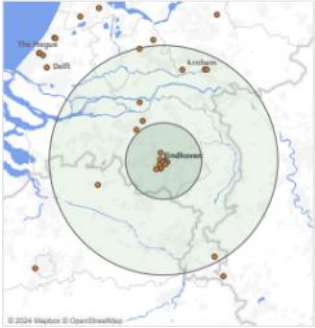 The Hague
Delft
Arnhem
Eindhoven
© 2024 Mapbox © OpenStreetMap